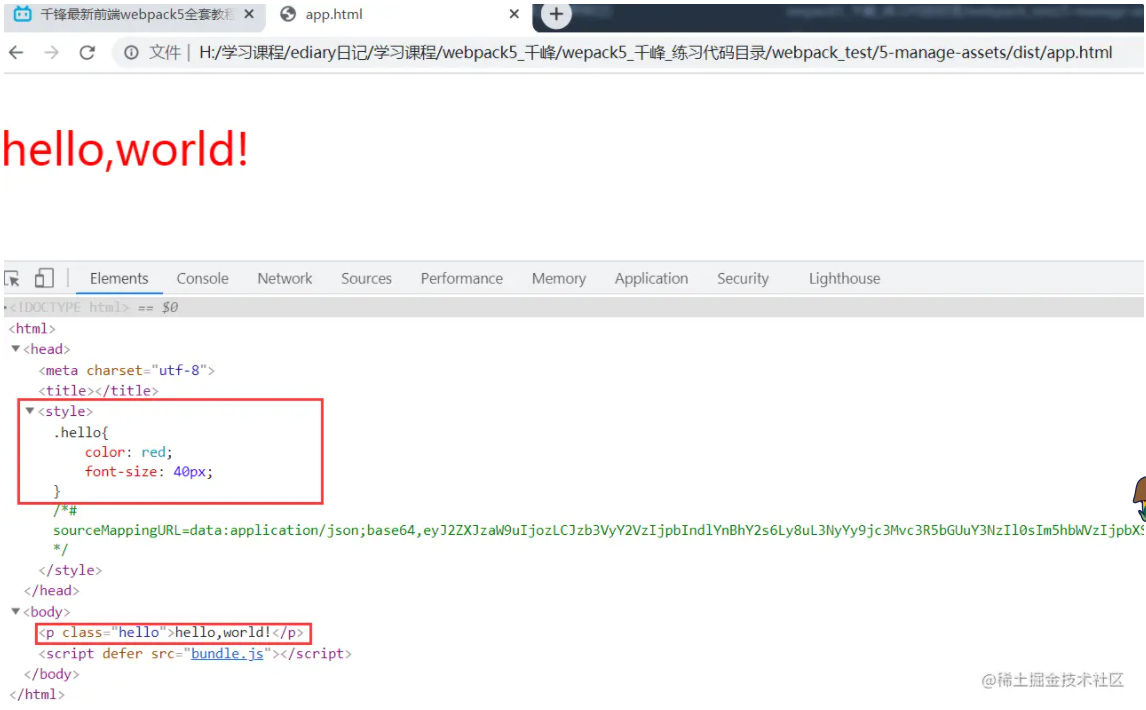 千锋最新前端webpack5全套教程
app.html
文件 | H:/学习课程/ediary日记/学习课程/webpack5_千峰/wepack5_千峰_练习代码目录/webpack_test/5-manage-assets/dist/app.html
hello,world!
Elements Console Network Sources Performance Memory Application Security Lighthouse
<!DOCTYPE html> == $0
<html>
<head>
<meta charset="utf-8">
<title></title>
<style>
.hello{
color: red;
font-size: 40px;
}
/*#
sourceMappingURL=data:application/json;base64,eyJ2ZXJzaW9uIjozLCJzb3VyY2VzIjpbIndlYnBhY2s6Ly8uL3NyYy9jc3Mvc3R5bGUuY3NzIl0sIm5hbWVzIjpbXS
*/
</style>
</head>
<body>
<p class="hello">hello,world!</p>
<script defer src="bundle.js"></script>
</body>
</html>
@稀土掘金技术社区